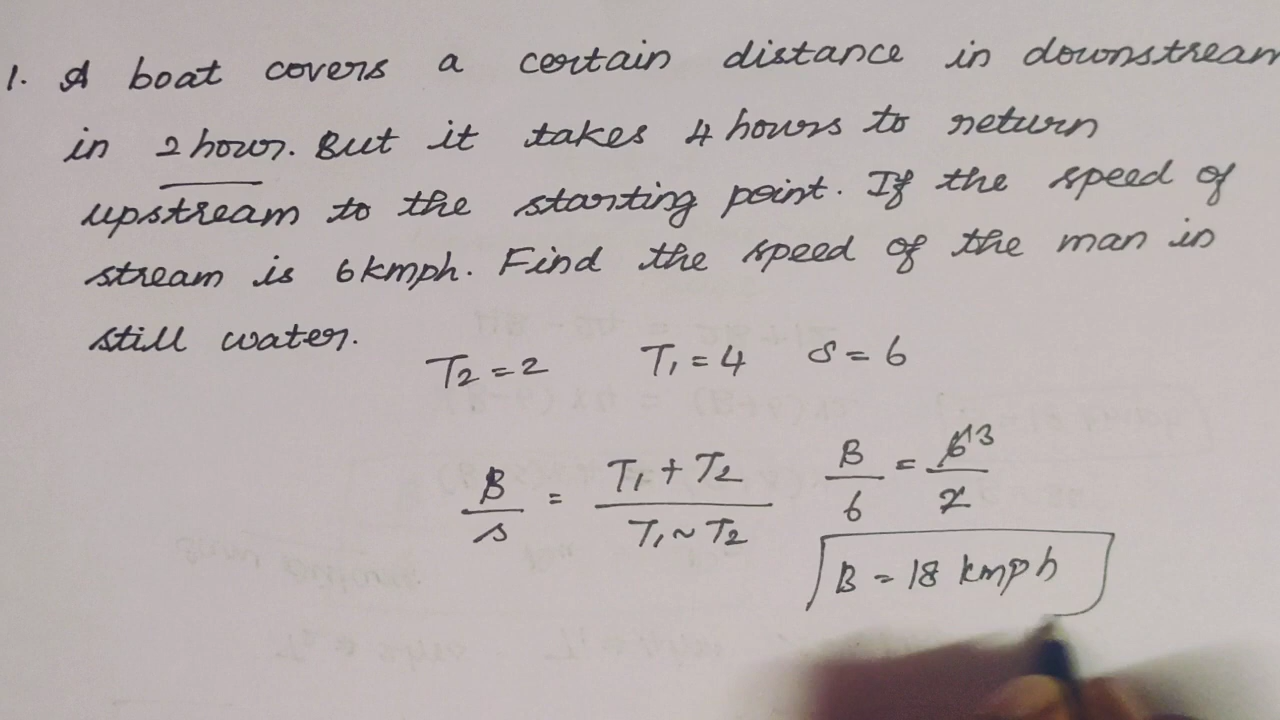 1. A boat covers a certain distance in downstream
in 2 hour. But it takes 4 hours to return
upstream to the starting point. If the speed of
stream is 6 kmph. Find the speed of the man in
still water.
T₂ = 2 T₁ = 4 S = 6
B/s = T₁ + T₂ / T₁ ~ T₂
B/6 = 6 3 / 2
B = 18 kmph